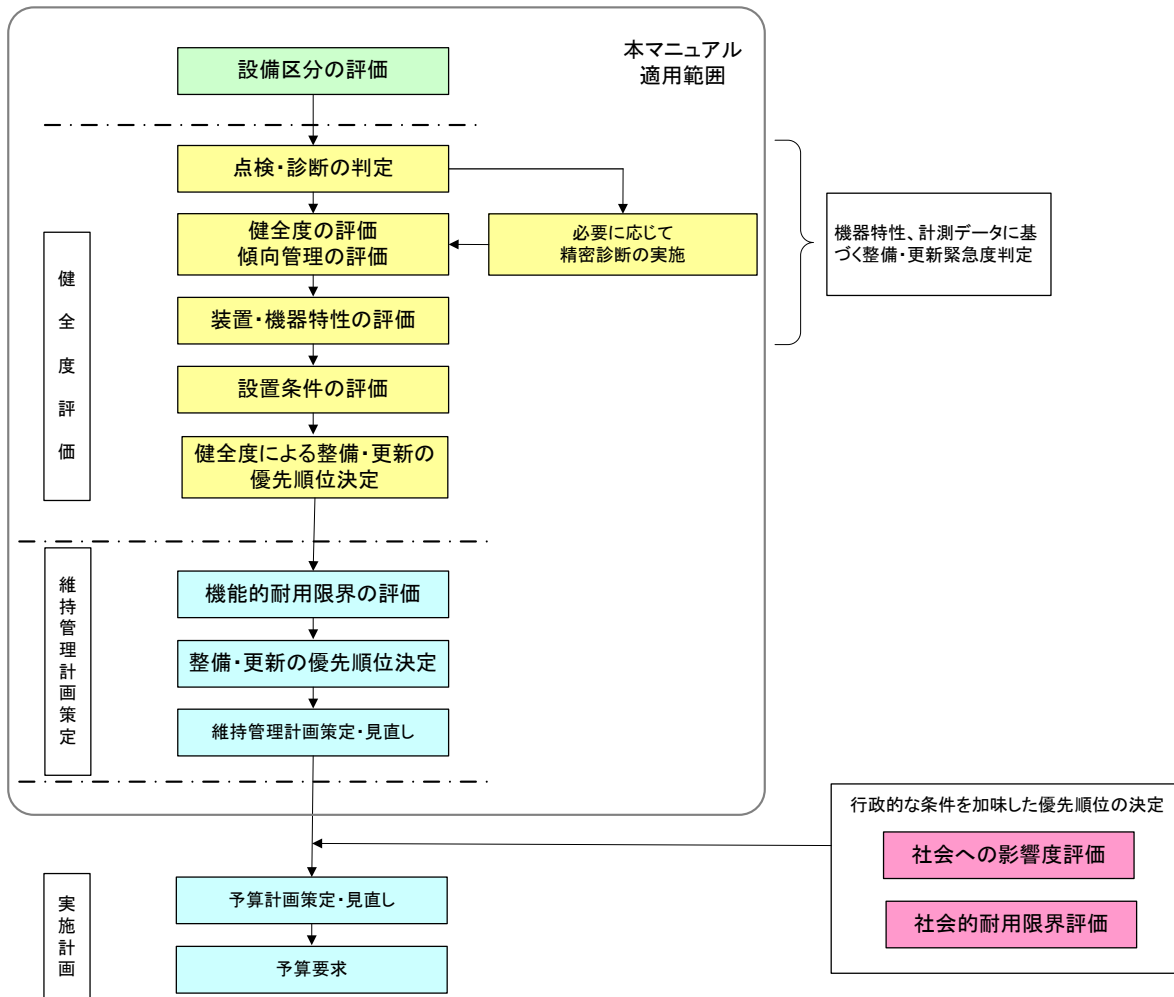 本マニュアル
適用範囲
設備区分の評価
健全度評価
点検・診断の判定
健全度の評価
傾向管理の評価
必要に応じて
精密診断の実施
機器特性、計測データに基
づく整備・更新緊急度判定
装置・機器特性の評価
設置条件の評価
健全度による整備・更新の
優先順位決定
維持管理計画策定
機能的耐用限界の評価
整備・更新の優先順位決定
維持管理計画策定・見直し
行政的な条件を加味した優先順位の決定
社会への影響度評価
社会的耐用限界評価
実施計画
予算計画策定・見直し
予算要求